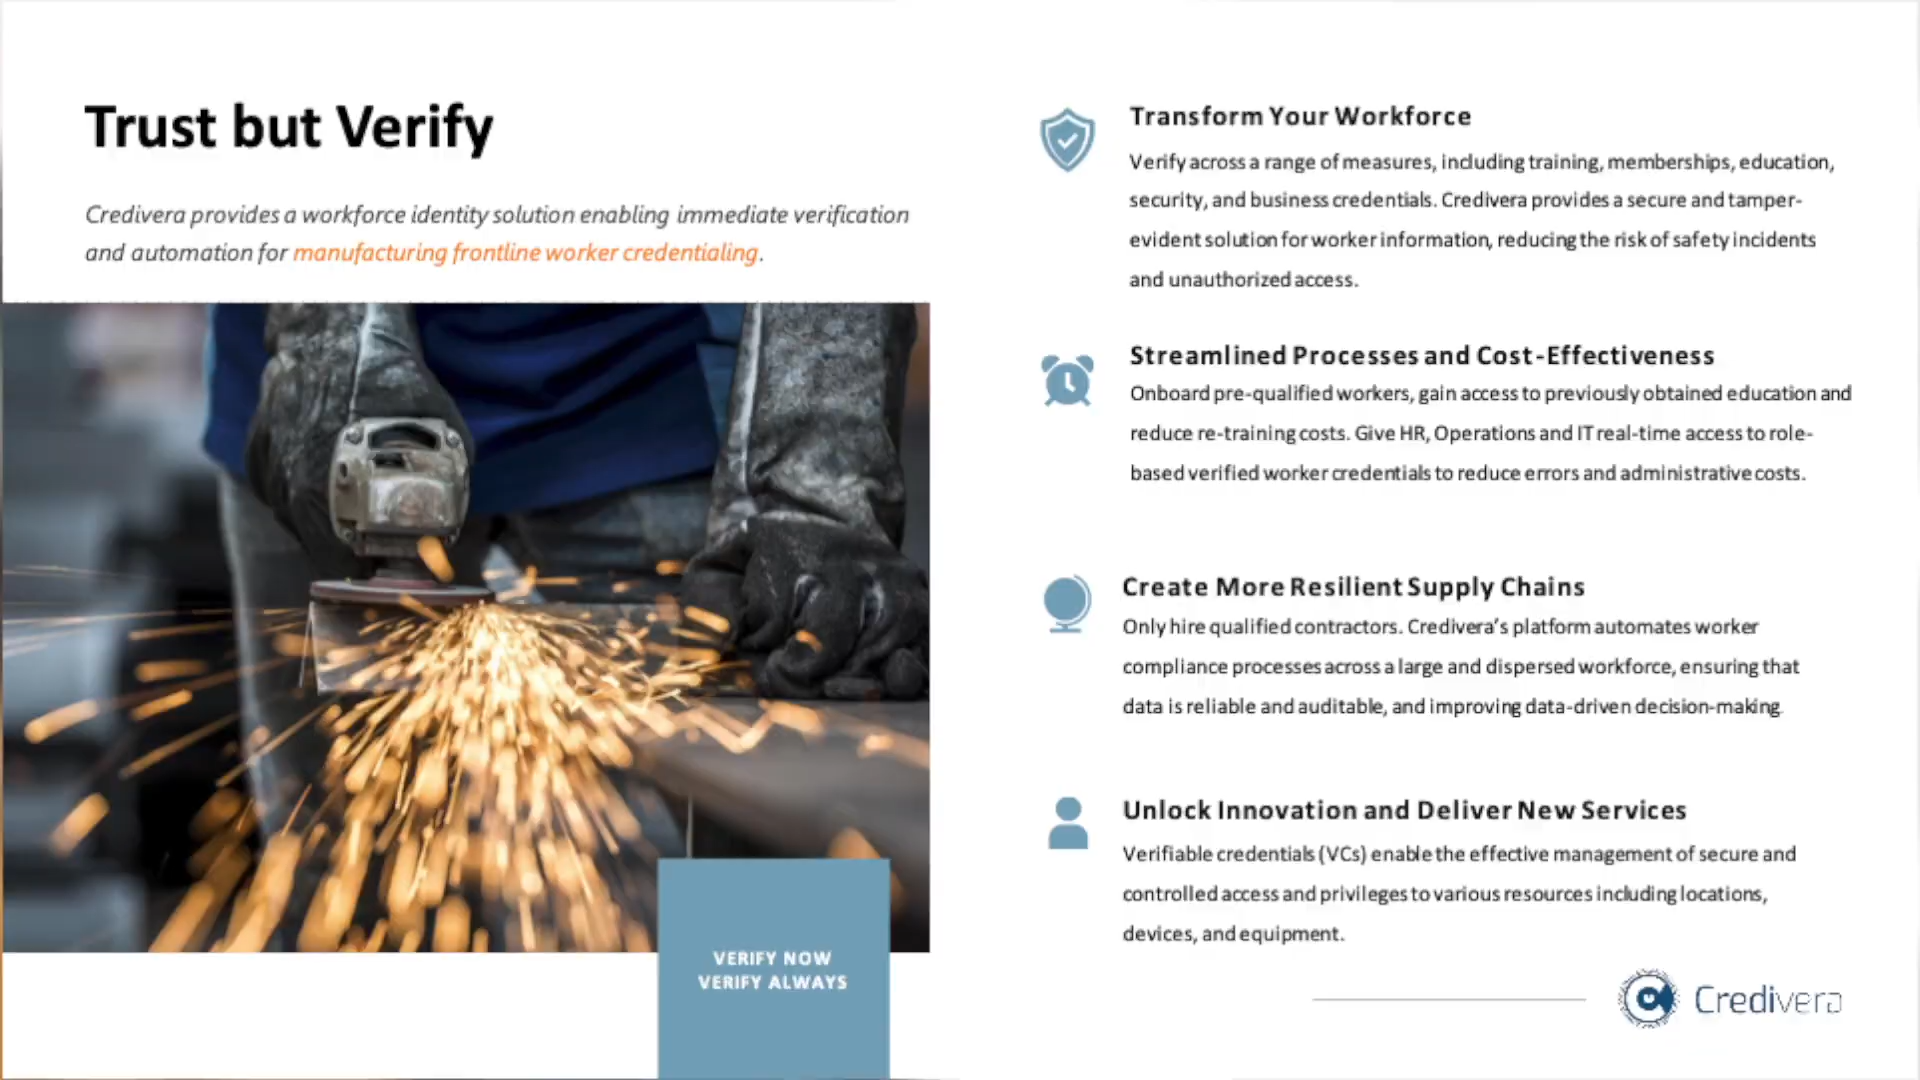 Trust but Verify
Credivera provides a workforce identity solution enabling immediate verification
and automation for manufacturing frontline worker credentialing.
VERIFY NOW
VERIFY ALWAYS
Transform Your Workforce
Verify across a range of measures, including training, memberships, education,
security, and business credentials. Credivera provides a secure and tamper-
evident solution for worker information, reducing the risk of safety incidents
and unauthorized access.
Streamlined Processes and Cost-Effectiveness
Onboard pre-qualified workers, gain access to previously obtained education and
reduce re-training costs. Give HR, Operations and IT real-time access to role-
based verified worker credentials to reduce errors and administrative costs.
Create More Resilient Supply Chains
Only hire qualified contractors. Credivera’s platform automates worker
compliance processes across a large and dispersed workforce, ensuring that
data is reliable and auditable, and improving data-driven decision-making.
Unlock Innovation and Deliver New Services
Verifiable credentials (VCs) enable the effective management of secure and
controlled access and privileges to various resources including locations,
devices, and equipment.
Credivera